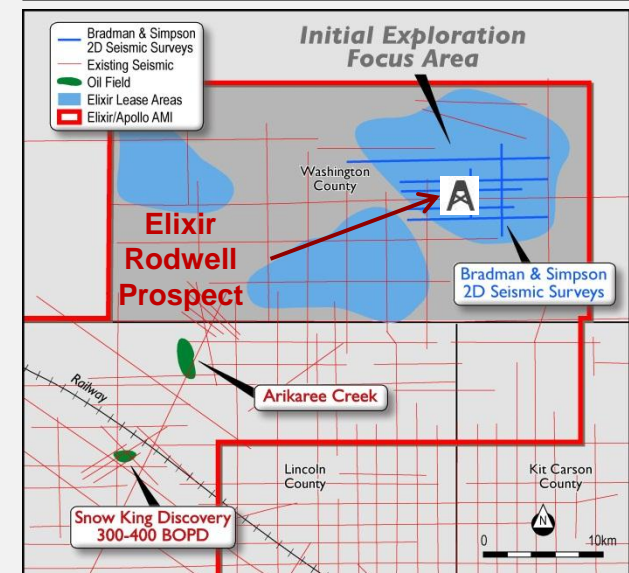 Bradman & Simpson
2D Seismic Surveys
Existing Seismic
Oil Field
Elixir Lease Areas
Elixir/Apollo AMI
Initial Exploration
Focus Area
Washington
County
Elixir
Rodwell
Prospect
Bradman & Simpson
2D Seismic Surveys
Arikaree Creek
Railway
Snow King Discovery
300-400 BOPD
Lincoln
County
Kit Carson
County
N
0 10km